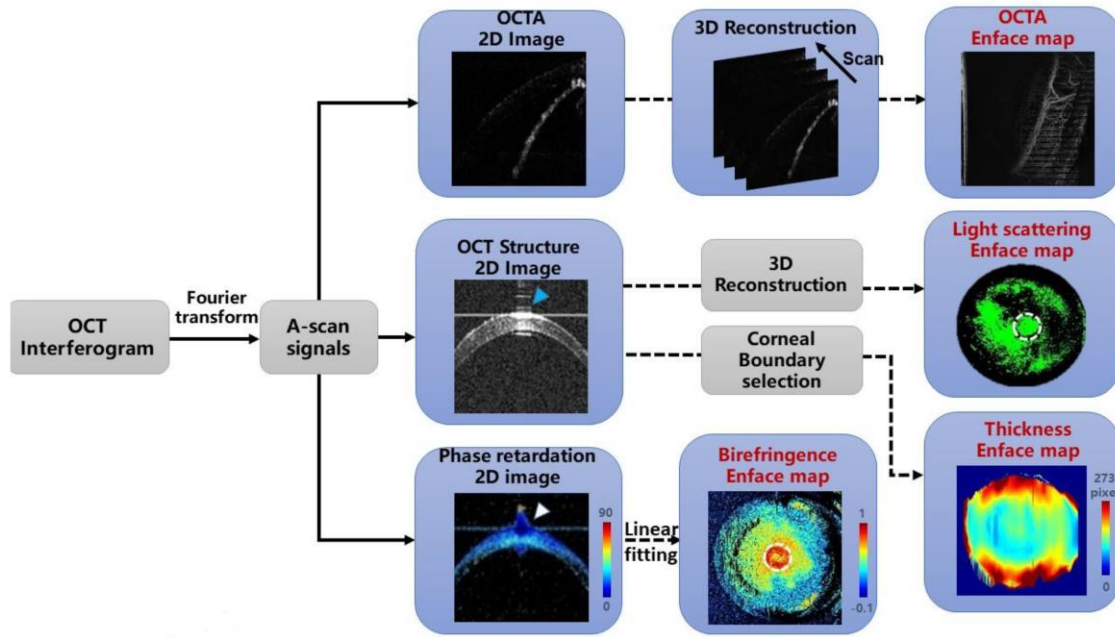 OCTA
2D Image
3D Reconstruction
Scan
OCTA
Enface map
OCT
Interferogram
Fourier
transform
A-scan
signals
OCT Structure
2D Image
3D
Reconstruction
Light scattering
Enface map
Corneal
Boundary
selection
Thickness
Enface map
273
pixe
0
Phase retardation
2D image
90
0
Linear
fitting
Birefringence
Enface map
1
-0.1